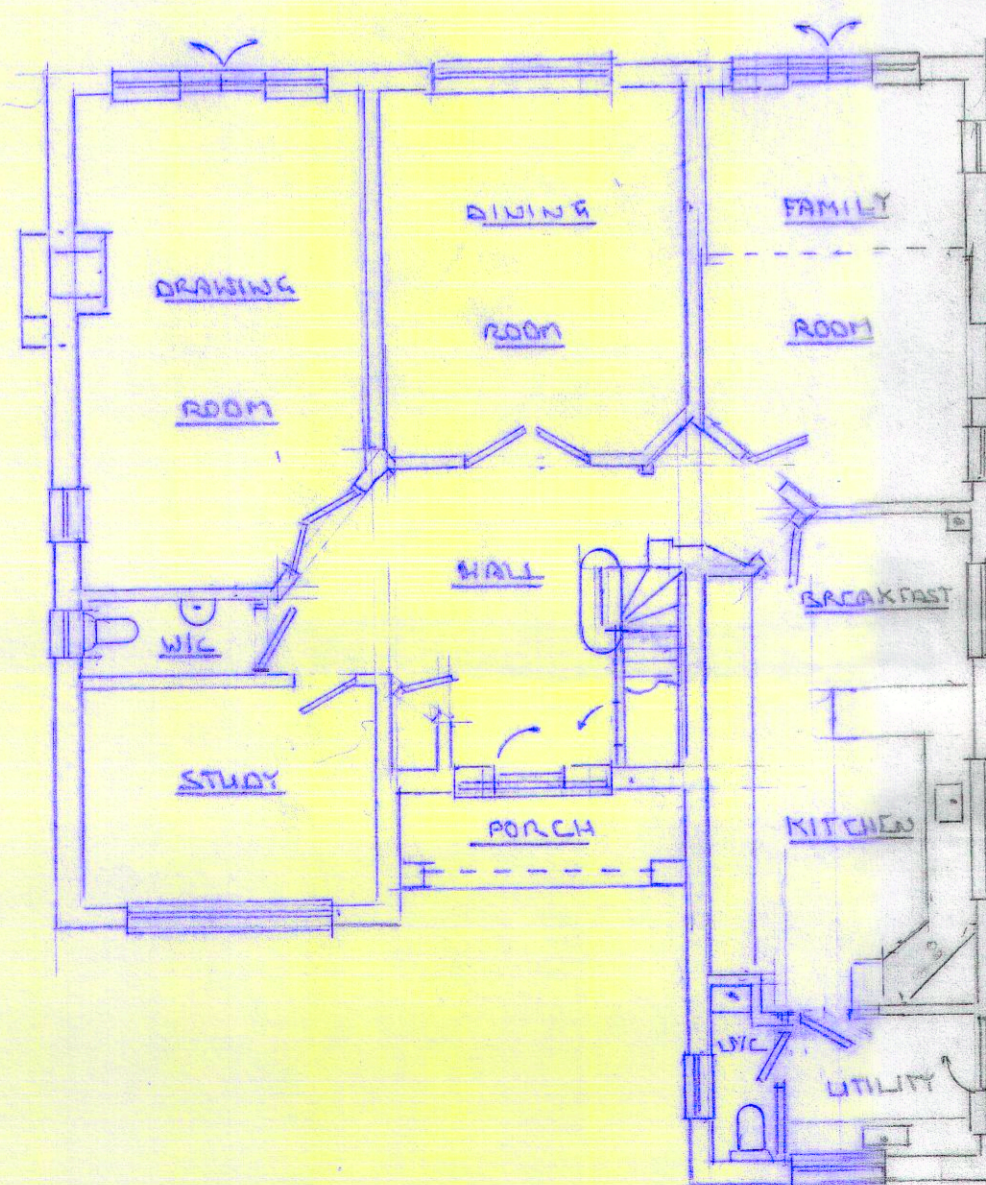 DINING
FAMILY
DRAWING
ROOM
ROOM
ROOM
HALL
BREAKFAST
W/C
STUDY
PORCH
KITCHEN
W/C
UTILITY